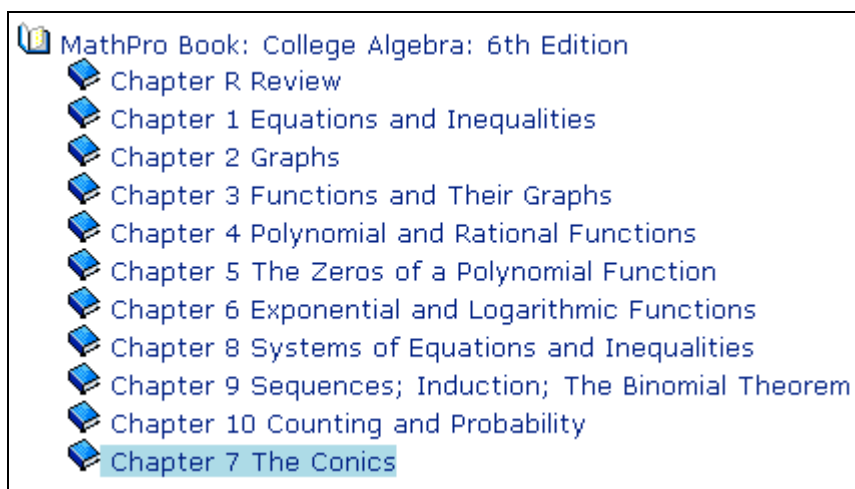 MathPro Book: College Algebra: 6th Edition
Chapter R Review
Chapter 1 Equations and Inequalities
Chapter 2 Graphs
Chapter 3 Functions and Their Graphs
Chapter 4 Polynomial and Rational Functions
Chapter 5 The Zeros of a Polynomial Function
Chapter 6 Exponential and Logarithmic Functions
Chapter 8 Systems of Equations and Inequalities
Chapter 9 Sequences; Induction; The Binomial Theorem
Chapter 10 Counting and Probability
Chapter 7 The Conics